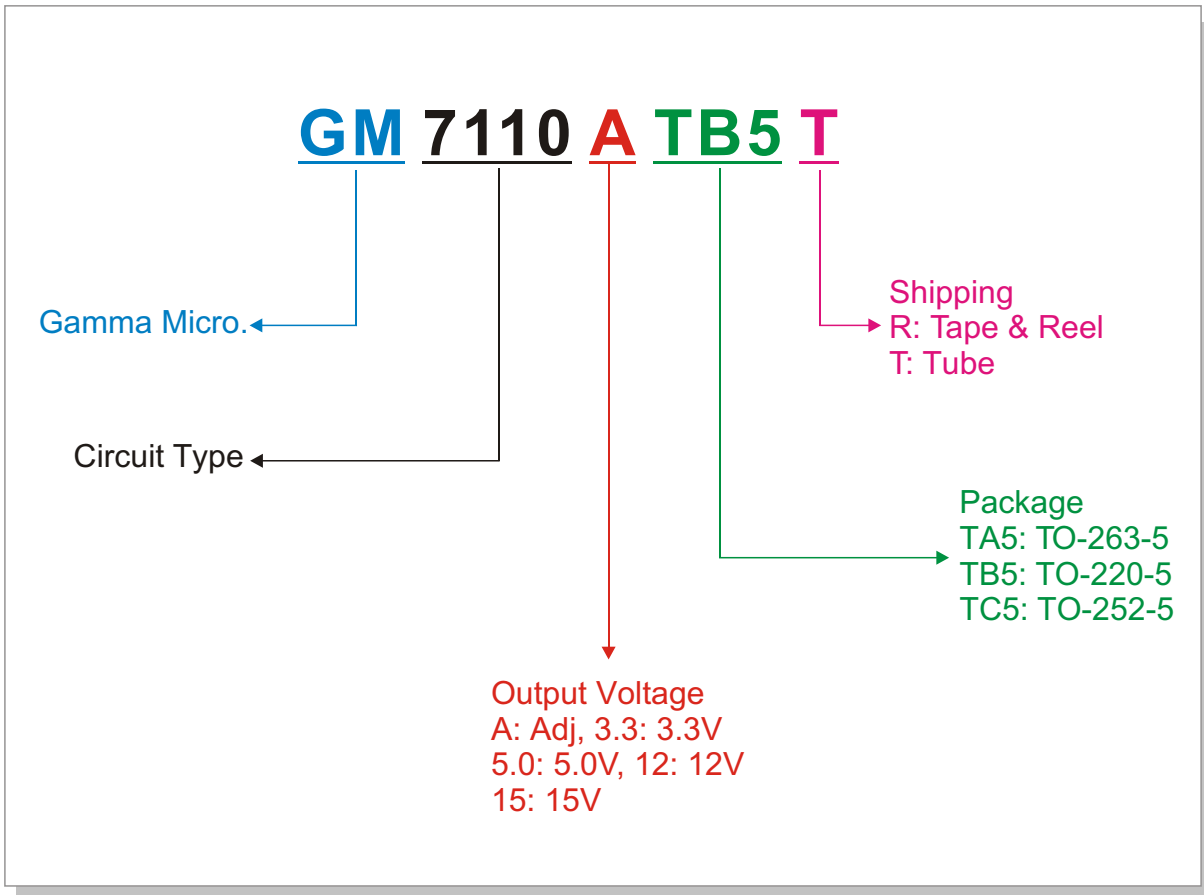 GM 7110 A TB5 T
Gamma Micro.
Shipping
R: Tape & Reel
T: Tube
Circuit Type
Package
TA5: TO-263-5
TB5: TO-220-5
TC5: TO-252-5
Output Voltage
A: Adj, 3.3: 3.3V
5.0: 5.0V, 12: 12V
15: 15V